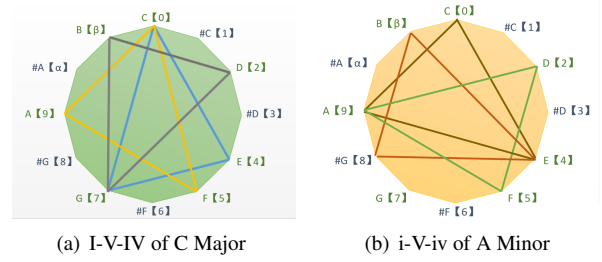 C【0】
B【β】
#C【1】
#A【α】
D【2】
A【9】
#D【3】
#G【8】
E【4】
G【7】
F【5】
#F【6】
(a) I-V-IV of C Major
C【0】
B【β】
#C【1】
#A【α】
D【2】
A【9】
#D【3】
#G【8】
E【4】
G【7】
F【5】
#F【6】
(b) i-V-iv of A Minor